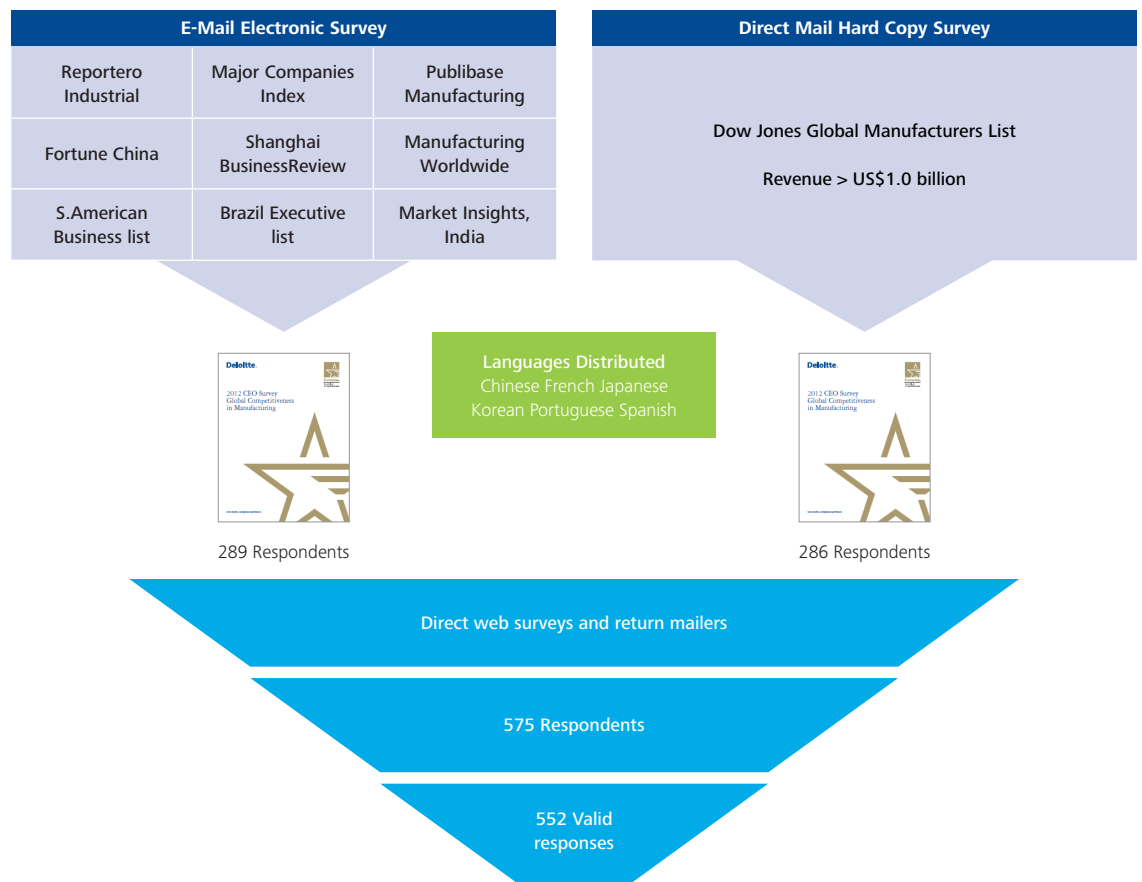 E-Mail Electronic Survey
Reportero
Industrial
Major Companies
Index
Publibase
Manufacturing
Fortune China
Shanghai
BusinessReview
Manufacturing
Worldwide
S.American
Business list
Brazil Executive
list
Market Insights,
India
Direct Mail Hard Copy Survey
Dow Jones Global Manufacturers List
Revenue > US$1.0 billion
Deloitte.
2012 CEO Survey
Global Competitiveness
in Manufacturing
289 Respondents
Languages Distributed
Chinese French Japanese
Korean Portuguese Spanish
Deloitte.
2012 CEO Survey
Global Competitiveness
in Manufacturing
286 Respondents
Direct web surveys and return mailers
575 Respondents
552 Valid
responses